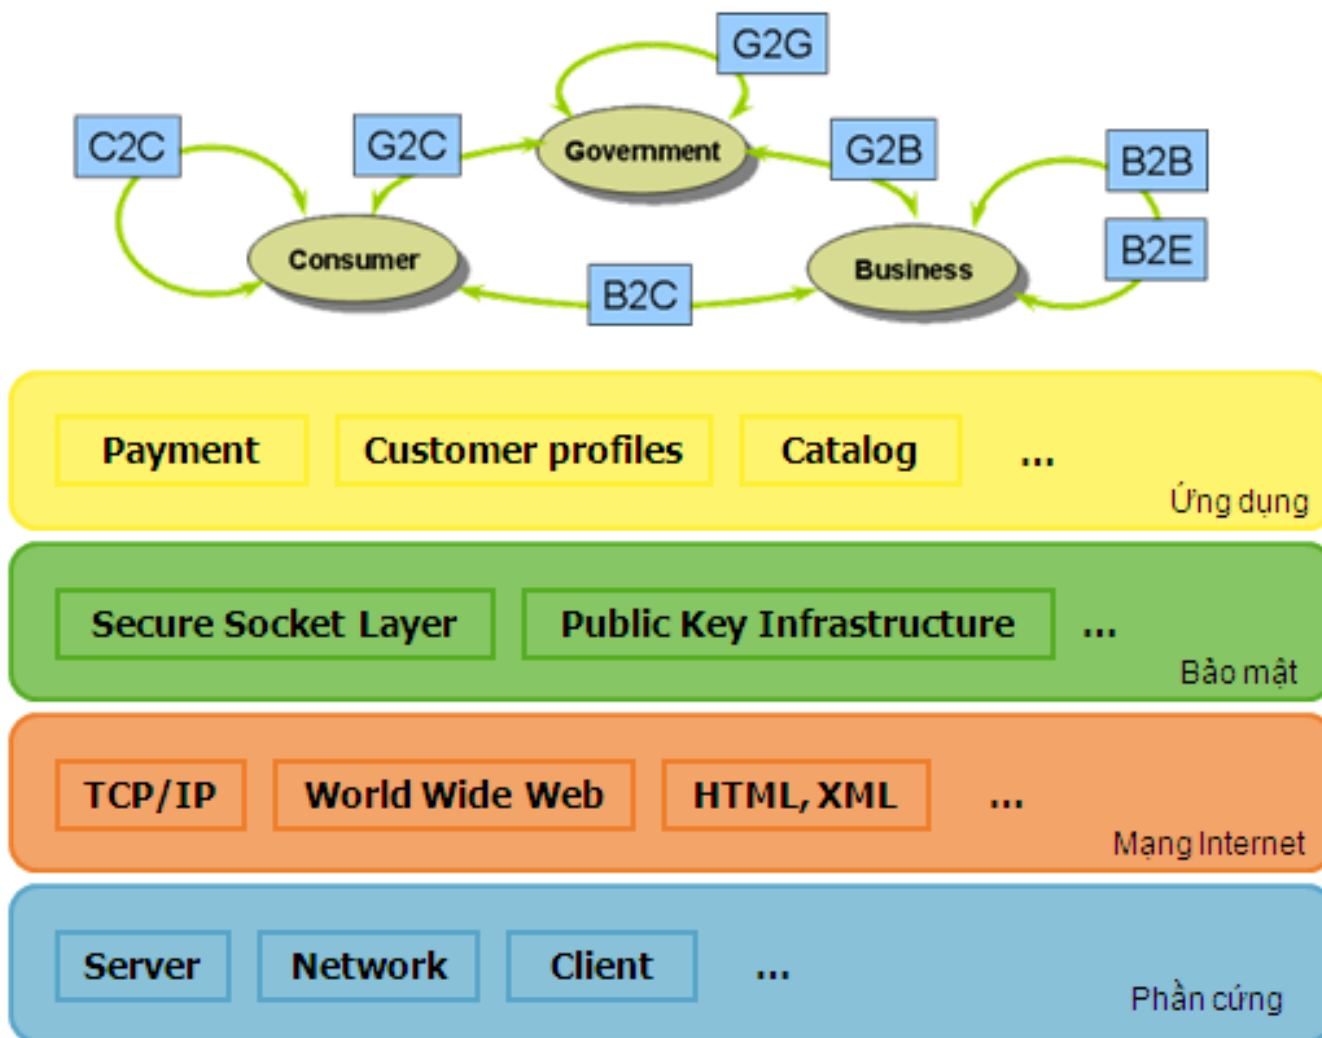 G2G
C2C
G2C
Government
G2B
B2B
Consumer
B2C
Business
B2E
Payment
Customer profiles
Catalog
...
Ứng dụng
Secure Socket Layer
Public Key Infrastructure
...
Bảo mật
TCP/IP
World Wide Web
HTML, XML
...
Mạng Internet
Server
Network
Client
...
Phần cứng